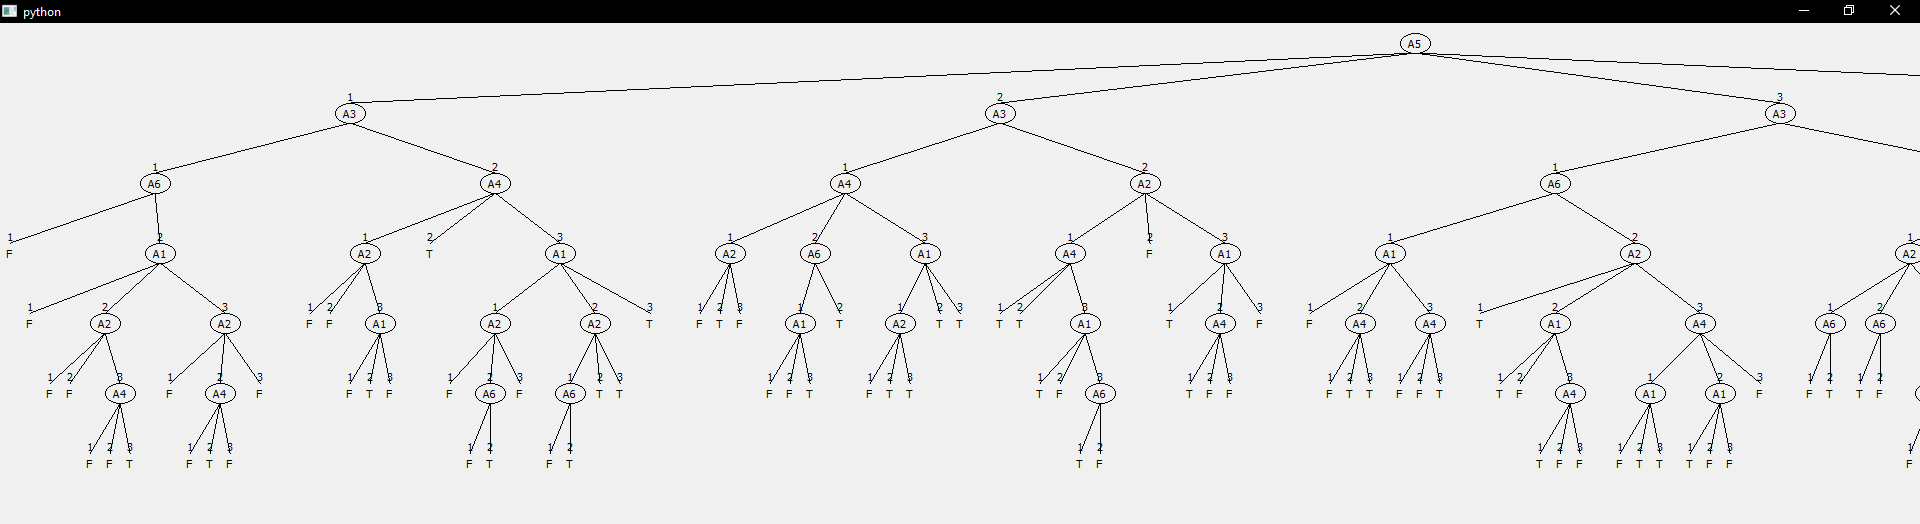 python
A5
1 2 3
A3 A3 A3
1 2 1 2 1
A6 A4 A4 A2 A6
1 2 1 2 3 1 2 3 1 2 3 1 2 1
F A1 A2 T A1 A2 A6 A1 A4 F A1 A1 A2 A2
1 2 3 1 2 3 1 2 3 1 2 3 1 2 1 2 3 1 2 3 1 2 3 1 2 3 1 2 3 1 2
F A2 A2 F F A1 A2 A2 T F T F A1 T A2 T T T T A1 T A4 F F A4 A4 T A1 A4 A6 A6
1 2 3 1 2 3 1 2 3 1 2 3 1 2 3 1 2 3 1 2 3 1 2 3 1 2 3 1 2 3 1 2 3 1 2 3 1 2 3 1 2 1 2
F F A4 F A4 F F T F F A6 F A6 T T F F T F T T T F A6 T F F F T T F F T T F A4 A1 A1 F F T T F
1 2 3 1 2 3 1 2 1 2 1 2 1 2 3 1 2 3 1 2 3 1
F F T F T F F T F T T F T F F F T T T F F F